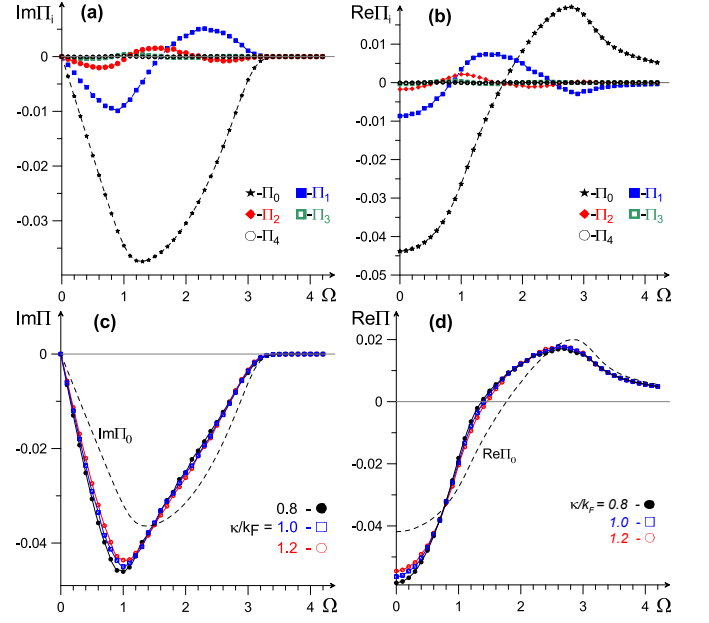 ImΠi (a)
0
-0.01
-0.02
-0.03
★-Π0 ■-Π1
◆-Π2 □-Π3
○-Π4
0 1 2 3 4 Ω
ReΠi (b)
0.01
0
-0.01
-0.02
-0.03
-0.04
-0.05
★-Π0 ■-Π1
◆-Π2 □-Π3
○-Π4
0 1 2 3 4 Ω
ImΠ (c)
0
-0.02
-0.04
ImΠ0
0.8 - ●
κ/kF = 1.0 - □
1.2 - ○
0 1 2 3 4 Ω
ReΠ (d)
0.02
0
-0.02
-0.04
ReΠ0
κ/kF = 0.8 - ●
1.0 - □
1.2 - ○
0 1 2 3 4 Ω